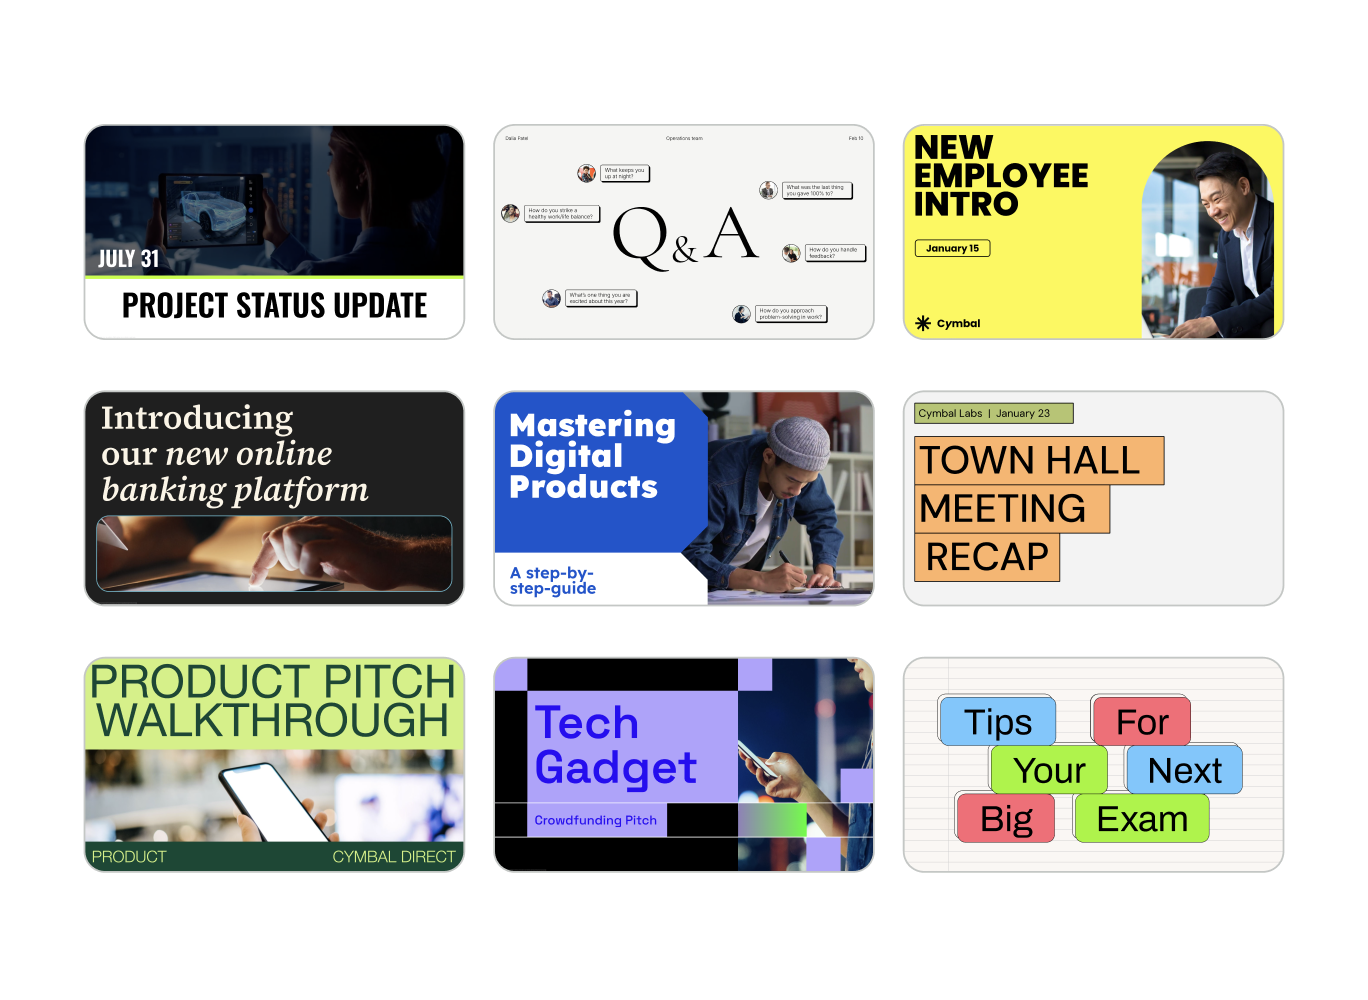 JULY 31
PROJECT STATUS UPDATE
Dalia Patel
Operations team
Feb 10
What keeps you
up at night?
What was the last thing
you gave 100% to?
How do you strike a
healthy work/life balance?
Q & A
How do you handle
feedback?
What's one thing you are
excited about this year?
How do you approach
problem-solving in work?
NEW
EMPLOYEE
INTRO
January 15
Cymbal
Introducing
our new online
banking platform
Mastering
Digital
Products
A step-by-
step-guide
Cymbal Labs | January 23
TOWN HALL
MEETING
RECAP
PRODUCT PITCH
WALKTHROUGH
PRODUCT
CYMBAL DIRECT
Tech
Gadget
Crowdfunding Pitch
Tips For
Your Next
Big Exam